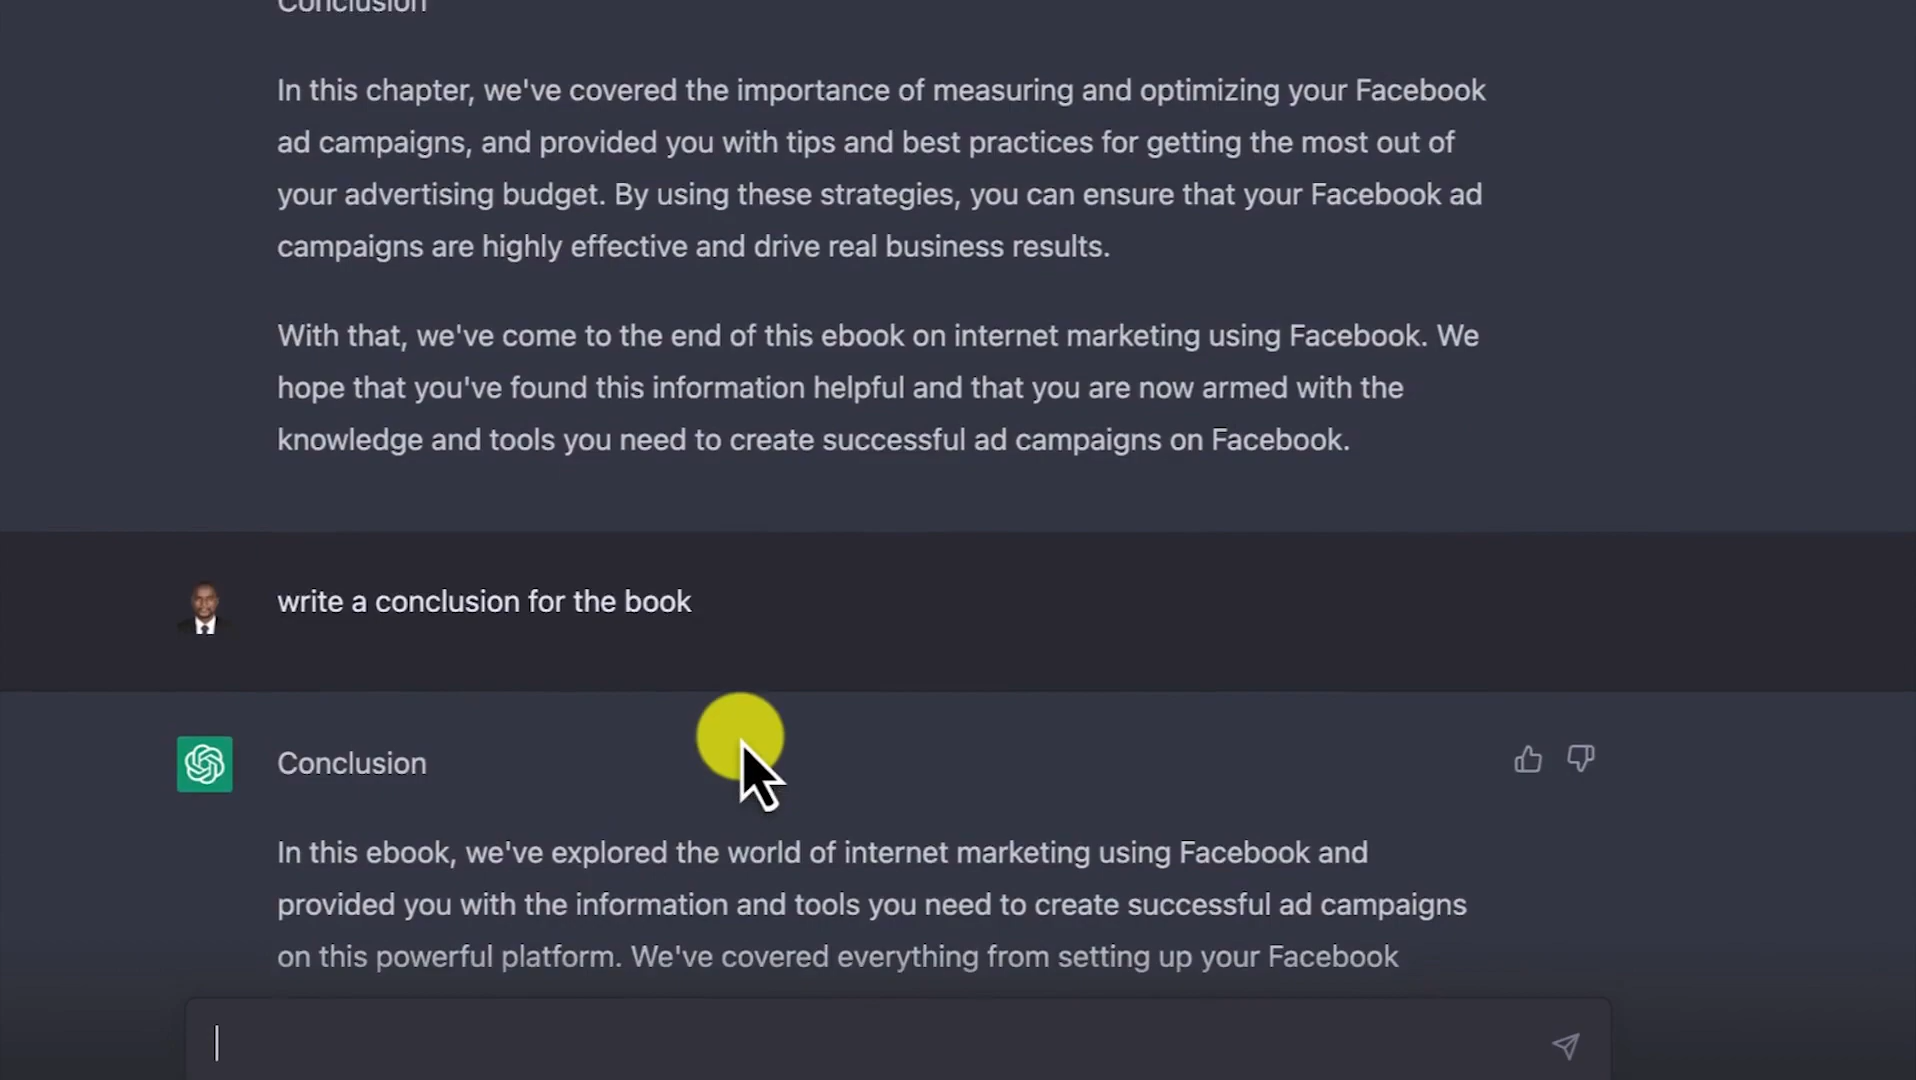 Conclusion
In this chapter, we've covered the importance of measuring and optimizing your Facebook
ad campaigns, and provided you with tips and best practices for getting the most out of
your advertising budget. By using these strategies, you can ensure that your Facebook ad
campaigns are highly effective and drive real business results.
With that, we've come to the end of this ebook on internet marketing using Facebook. We
hope that you've found this information helpful and that you are now armed with the
knowledge and tools you need to create successful ad campaigns on Facebook.
write a conclusion for the book
Conclusion
In this ebook, we've explored the world of internet marketing using Facebook and
provided you with the information and tools you need to create successful ad campaigns
on this powerful platform. We've covered everything from setting up your Facebook